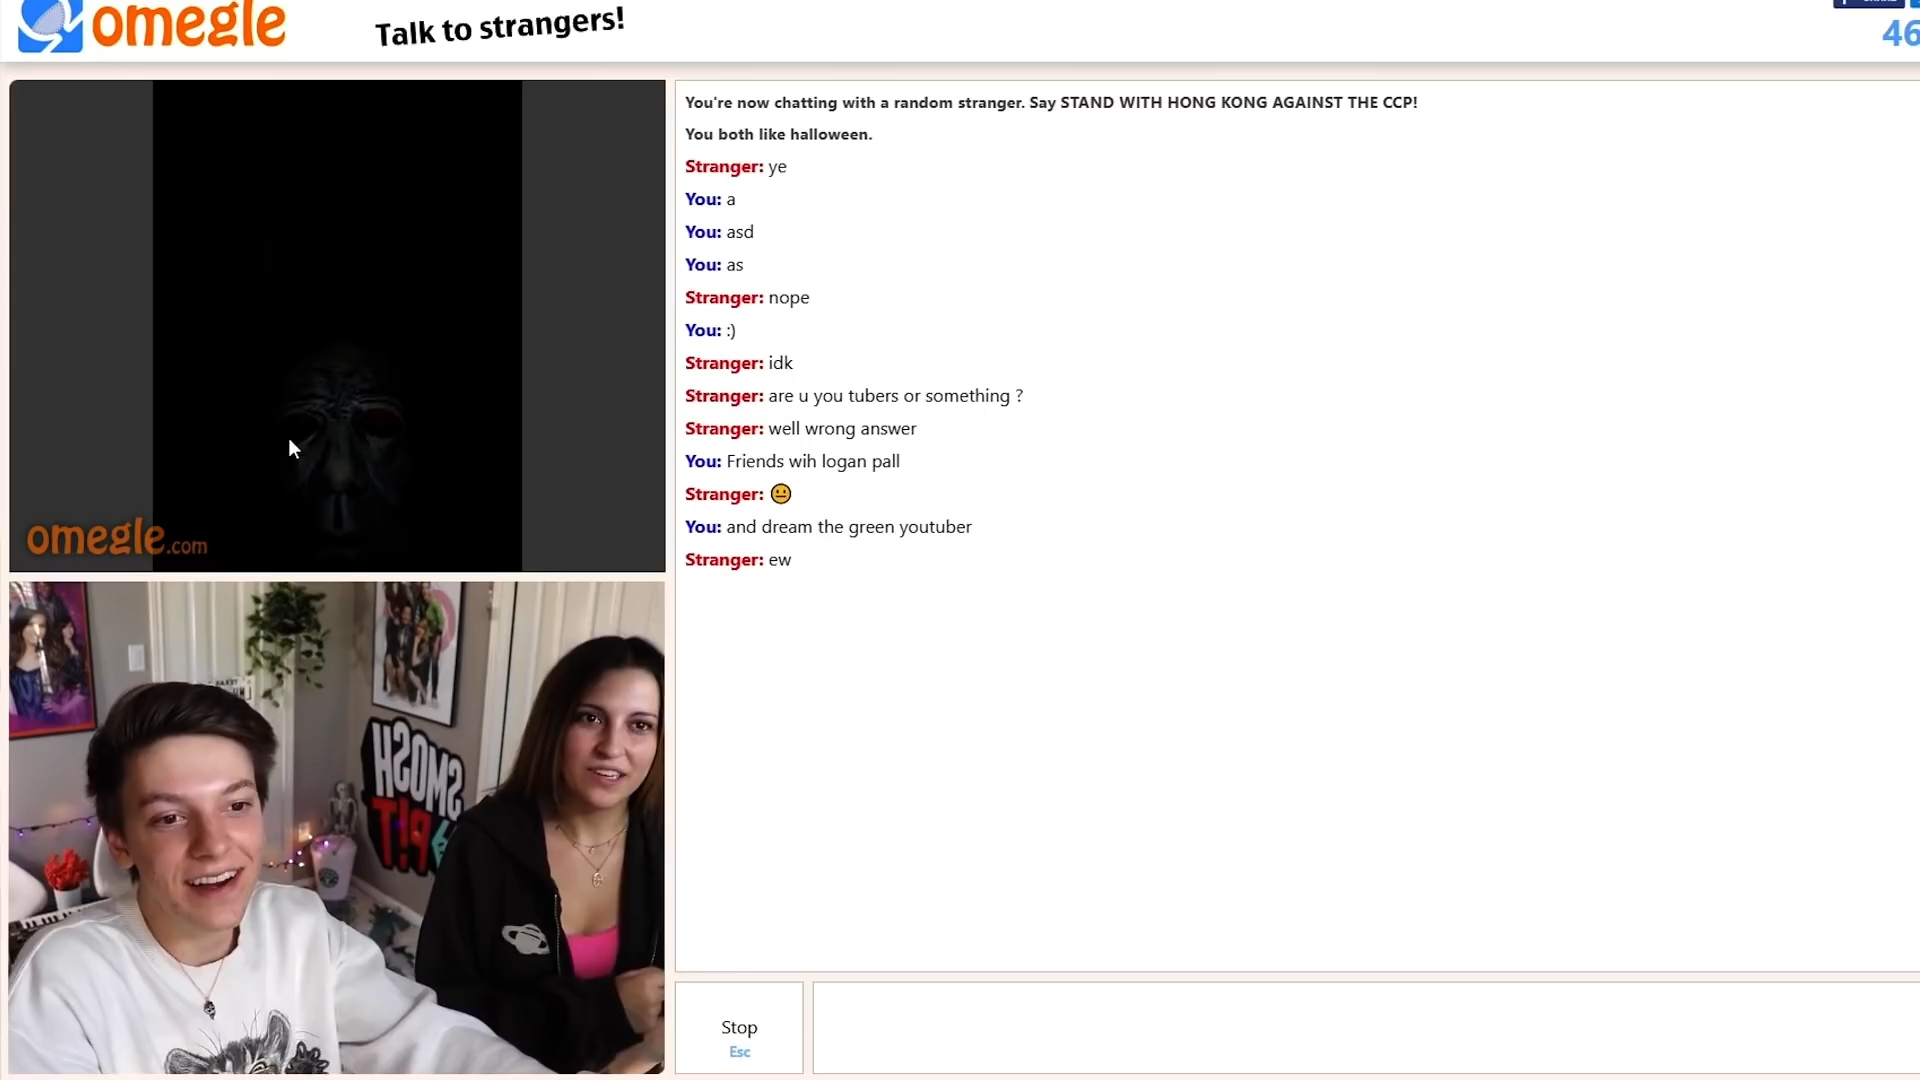 omegle
Talk to strangers!
46
You're now chatting with a random stranger. Say STAND WITH HONG KONG AGAINST THE CCP!
You both like halloween.
Stranger: ye
You: a
You: asd
You: as
Stranger: nope
You: :)
Stranger: idk
Stranger: are u you tubers or something ?
Stranger: well wrong answer
You: Friends wih logan pall
Stranger: 😐
You: and dream the green youtuber
Stranger: ew
omegle.com
SMOSH
PIT
Stop
Esc